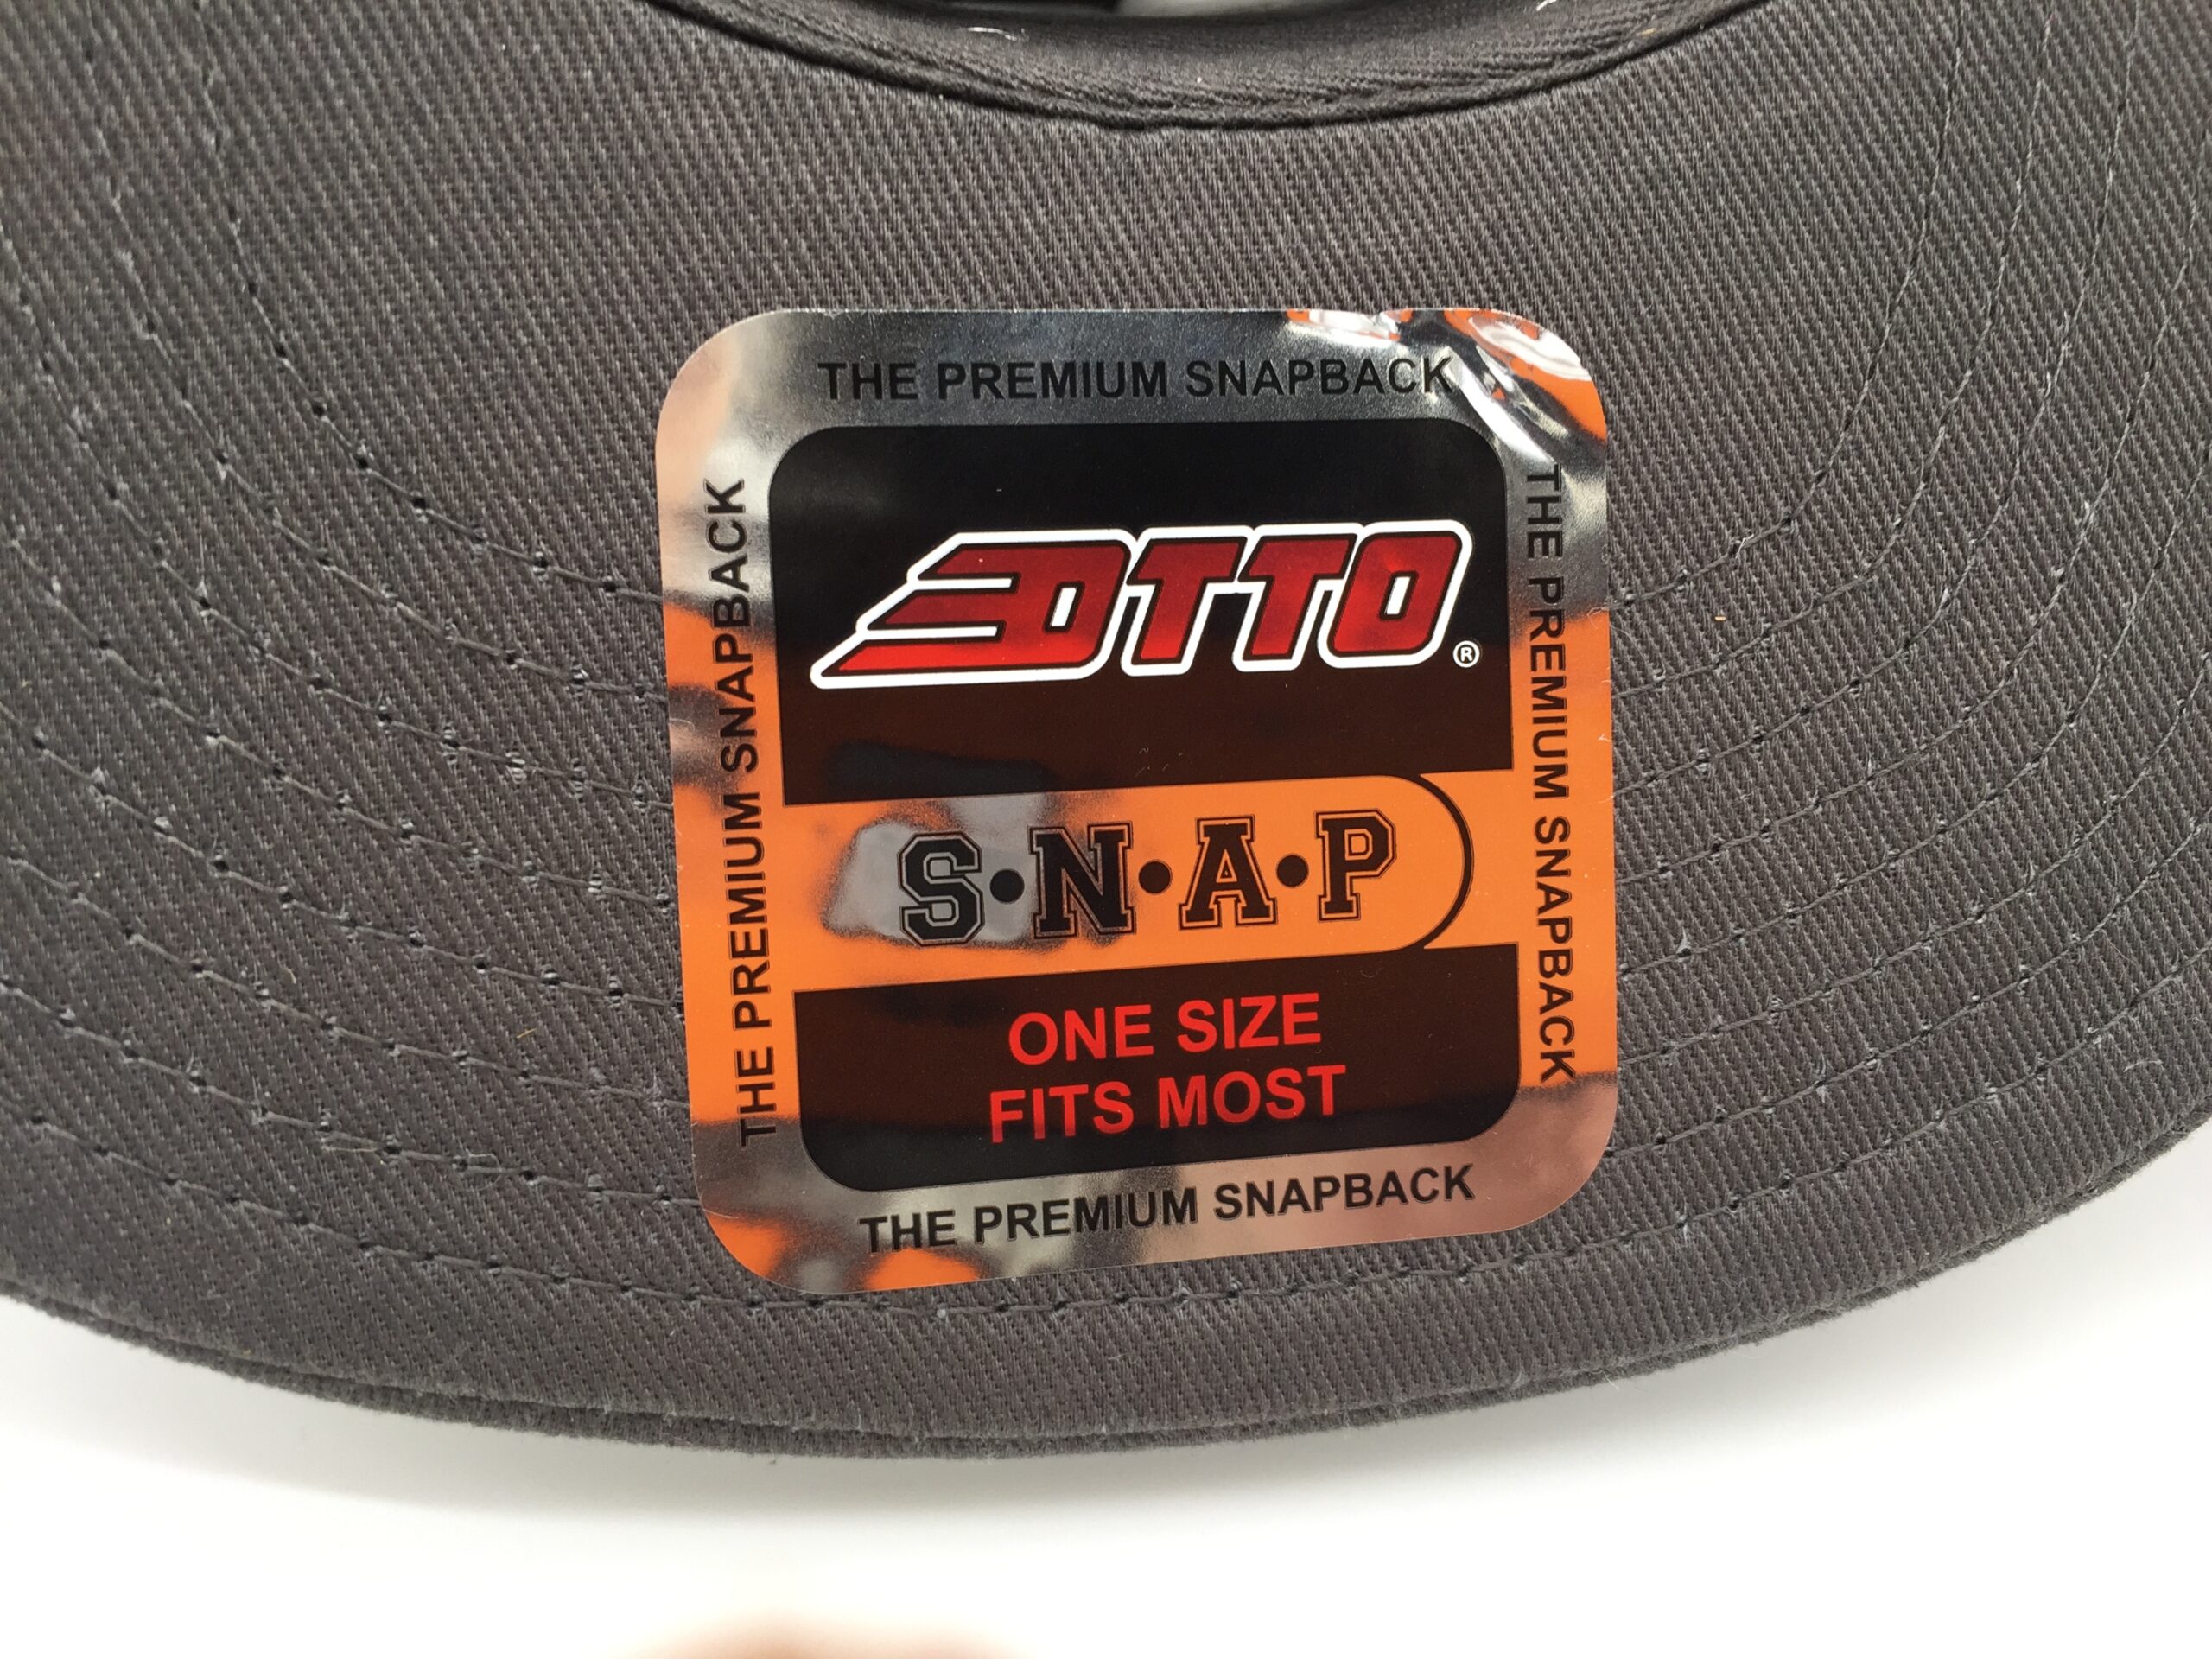 THE PREMIUM SNAPBACK
THE PREMIUM SNAPBACK
THE PREMIUM SNAPBACK
OTTO®
S•N•A•P
ONE SIZE
FITS MOST
THE PREMIUM SNAPBACK